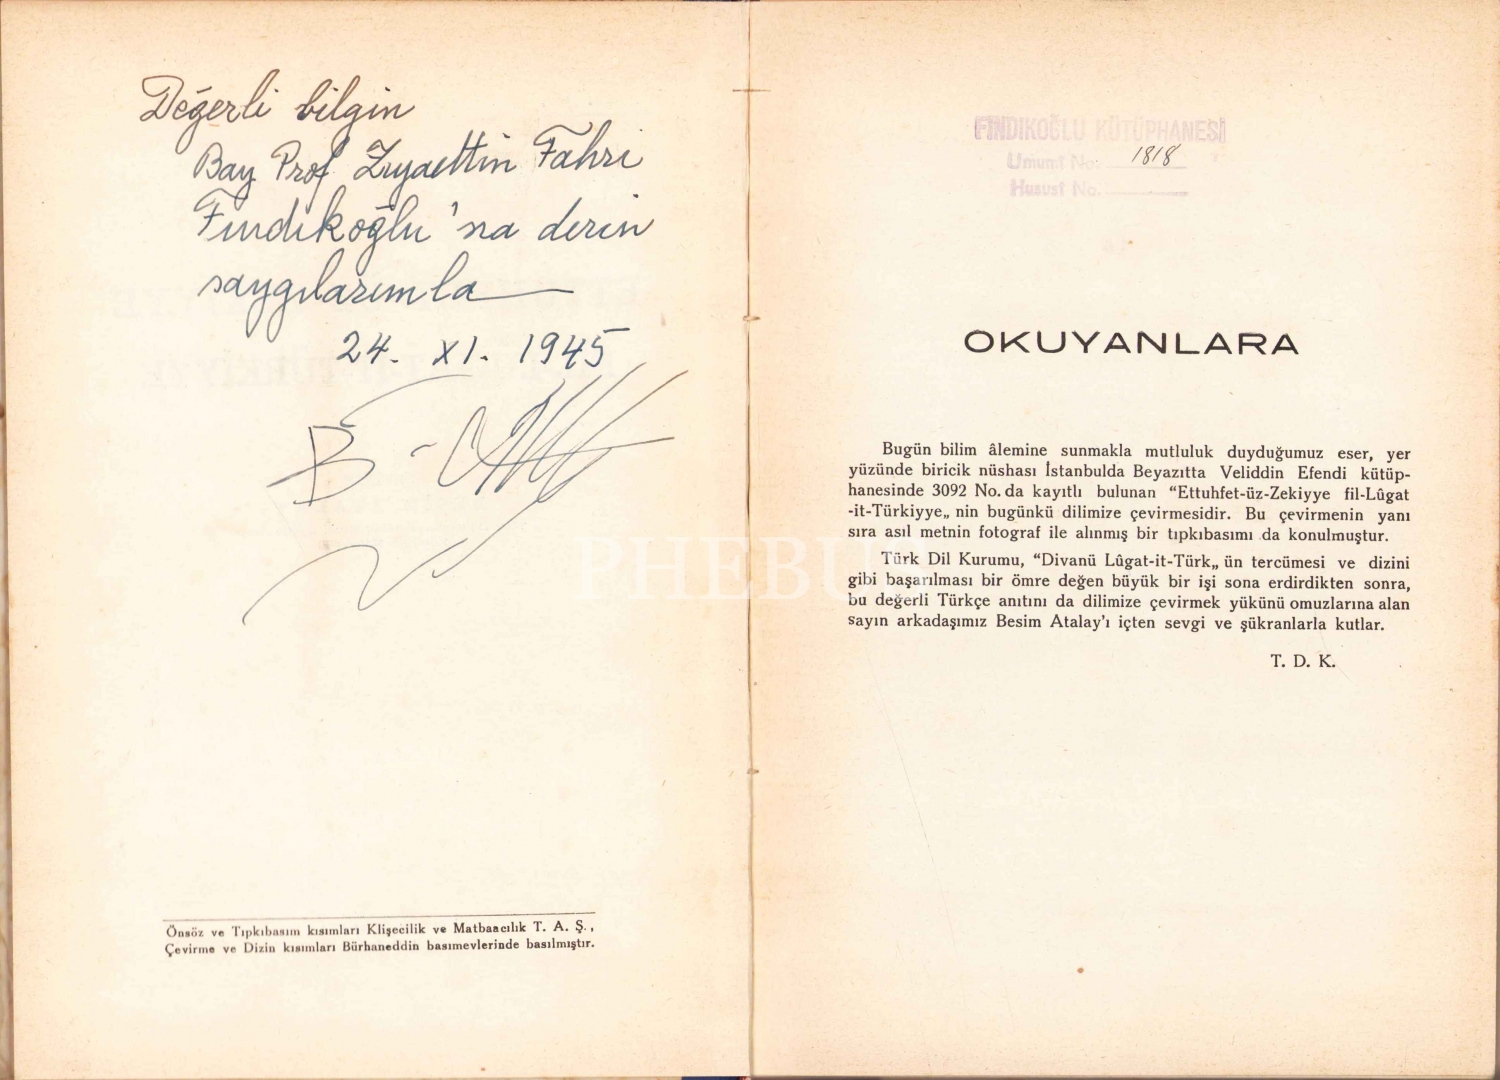 Değerli bilgin
Bay Prof Ziyaettin Fahri
Fındıkoğlu'na derin
saygılarımla
24. XI. 1945
Önsöz ve Tıpkıbasım kısımları Klişecilik ve Matbaacılık T. A. Ş.,
Çevirme ve Dizin kısımları Bürhaneddin basımevlerinde basılmıştır.
FINDIKOĞLU KÜTÜPHANESİ
Umumî No. 1818
Hususî No.
OKUYANLARA
Bugün bilim âlemine sunmakla mutluluk duyduğumuz eser, yer
yüzünde biricik nüshası İstanbulda Beyazıtta Veliddin Efendi kütüp-
hanesinde 3092 No. da kayıtlı bulunan “Ettuhfet-üz-Zekiyye fil-Lûgat
-it-Türkiyye„ nin bugünkü dilimize çevirmesidir. Bu çevirmenin yanı
sıra asıl metnin fotograf ile alınmış bir tıpkıbasımı da konulmuştur.
Türk Dil Kurumu, “Divanü Lûgat-it-Türk„ ün tercümesi ve dizini
gibi başarılması bir ömre değen büyük bir işi sona erdirdikten sonra,
bu değerli Türkçe anıtını da dilimize çevirmek yükünü omuzlarına alan
sayın arkadaşımız Besim Atalay'ı içten sevgi ve şükranlarla kutlar.
T. D. K.
PHEBUS